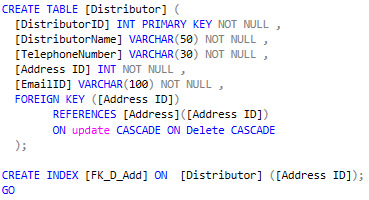 CREATE TABLE [Distributor] (
[DistributorID] INT PRIMARY KEY NOT NULL ,
[DistributorName] VARCHAR(50) NOT NULL ,
[TelephoneNumber] VARCHAR(30) NOT NULL ,
[Address ID] INT NOT NULL ,
[EmailID] VARCHAR(100) NOT NULL ,
FOREIGN KEY ([Address ID])
REFERENCES [Address]([Address ID])
ON update CASCADE ON Delete CASCADE
);
CREATE INDEX [FK_D_Add] ON [Distributor] ([Address ID]);
GO